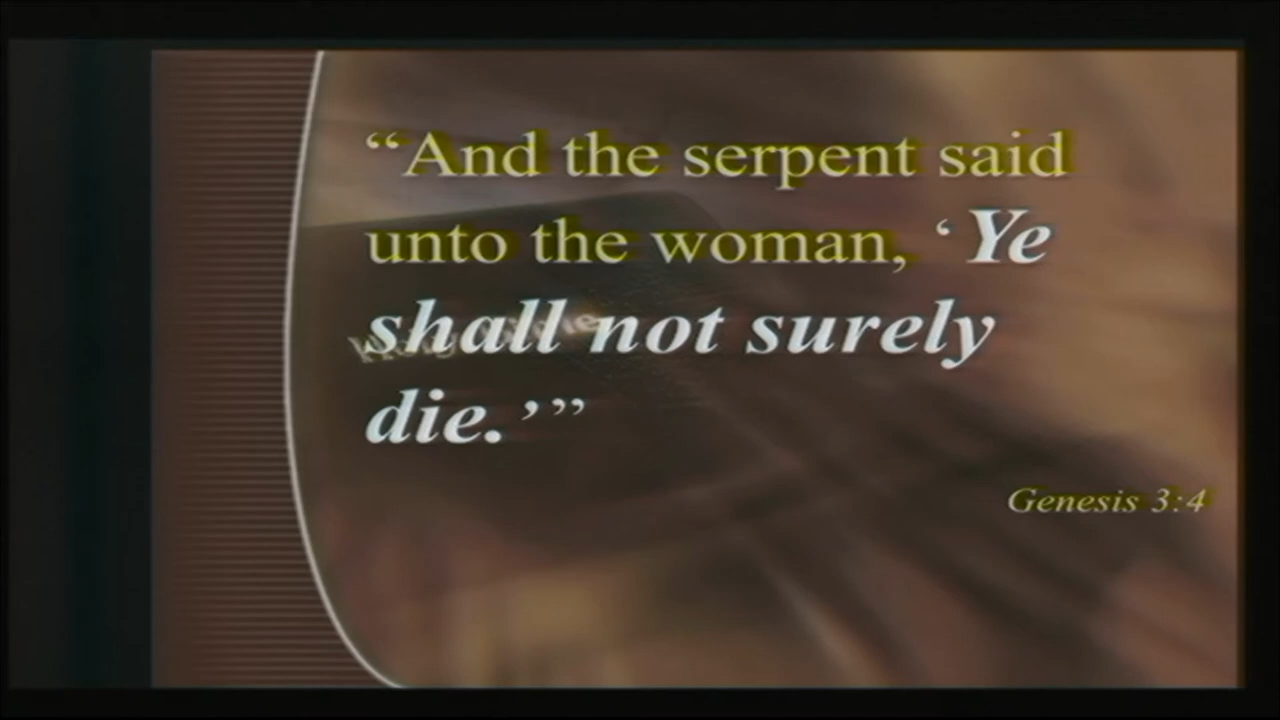 “And the serpent said
unto the woman, ‘Ye
shall not surely
die.’”
Genesis 3:4